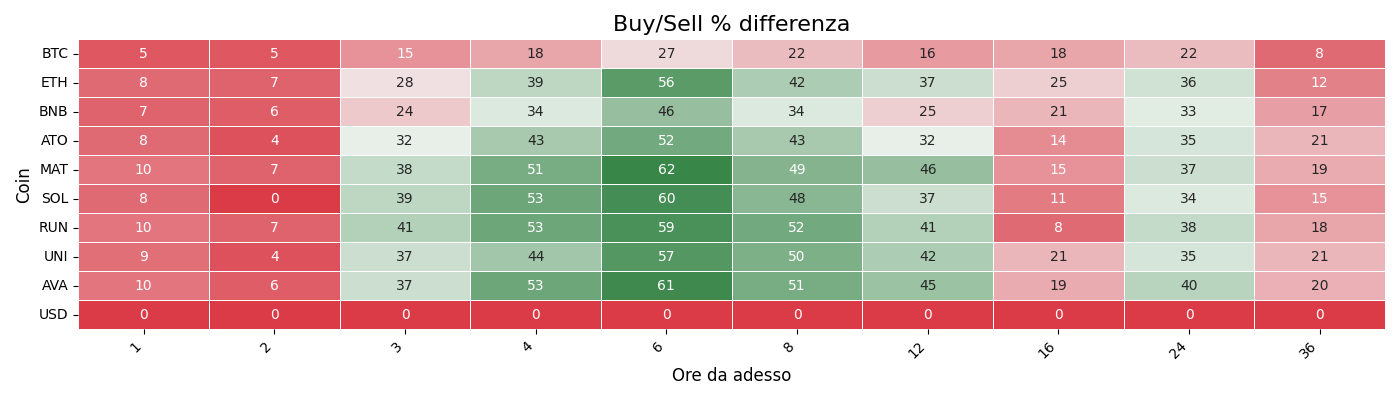 Buy/Sell % differenza
Coin
BTC 5 5 15 18 27 22 16 18 22 8
ETH 8 7 28 39 56 42 37 25 36 12
BNB 7 6 24 34 46 34 25 21 33 17
ATO 8 4 32 43 52 43 32 14 35 21
MAT 10 7 38 51 62 49 46 15 37 19
SOL 8 0 39 53 60 48 37 11 34 15
RUN 10 7 41 53 59 52 41 8 38 18
UNI 9 4 37 44 57 50 42 21 35 21
AVA 10 6 37 53 61 51 45 19 40 20
USD 0 0 0 0 0 0 0 0 0 0
1 2 3 4 6 8 12 16 24 36
Ore da adesso